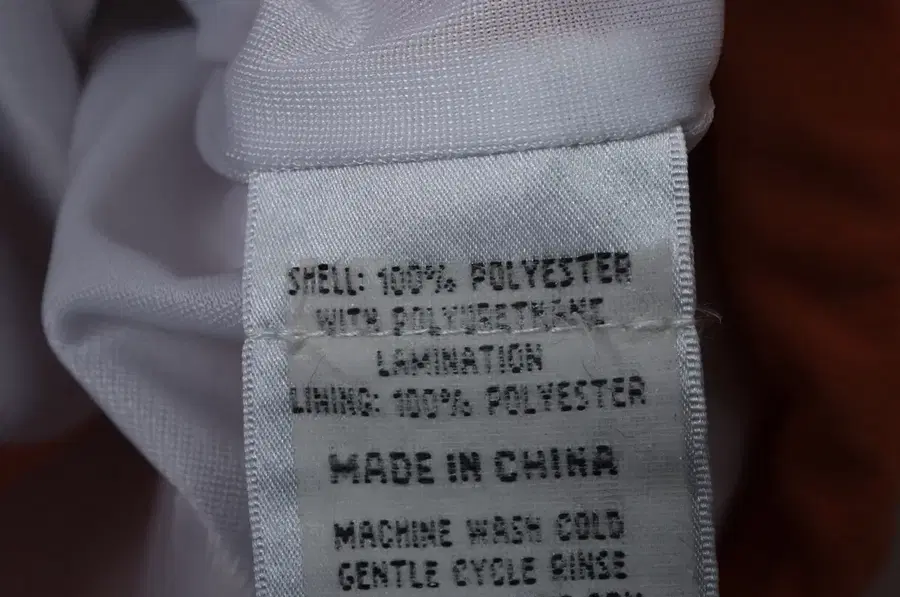 SHELL: 100% POLYESTER
WITH POLYURETHANE
LAMINATION
LINING: 100% POLYESTER
MADE IN CHINA
MACHINE WASH COLD
GENTLE CYCLE RINSE